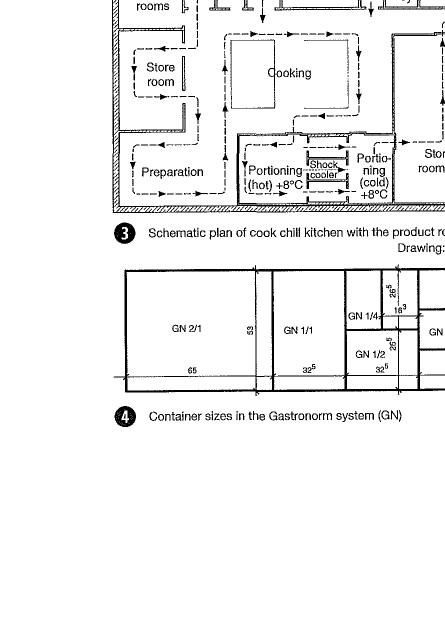 rooms
Store
room
Cooking
Preparation
Portioning
(hot) +8°C
Shock
cooler
Portio-
ning
(cold)
+8°C
Stor
room
3 Schematic plan of cook chill kitchen with the product ro
Drawing:
GN 2/1
53
65
GN 1/1
32⁵
GN 1/4
26⁵
16³
GN 1/2
26⁵
32⁵
GN
4 Container sizes in the Gastronorm system (GN)